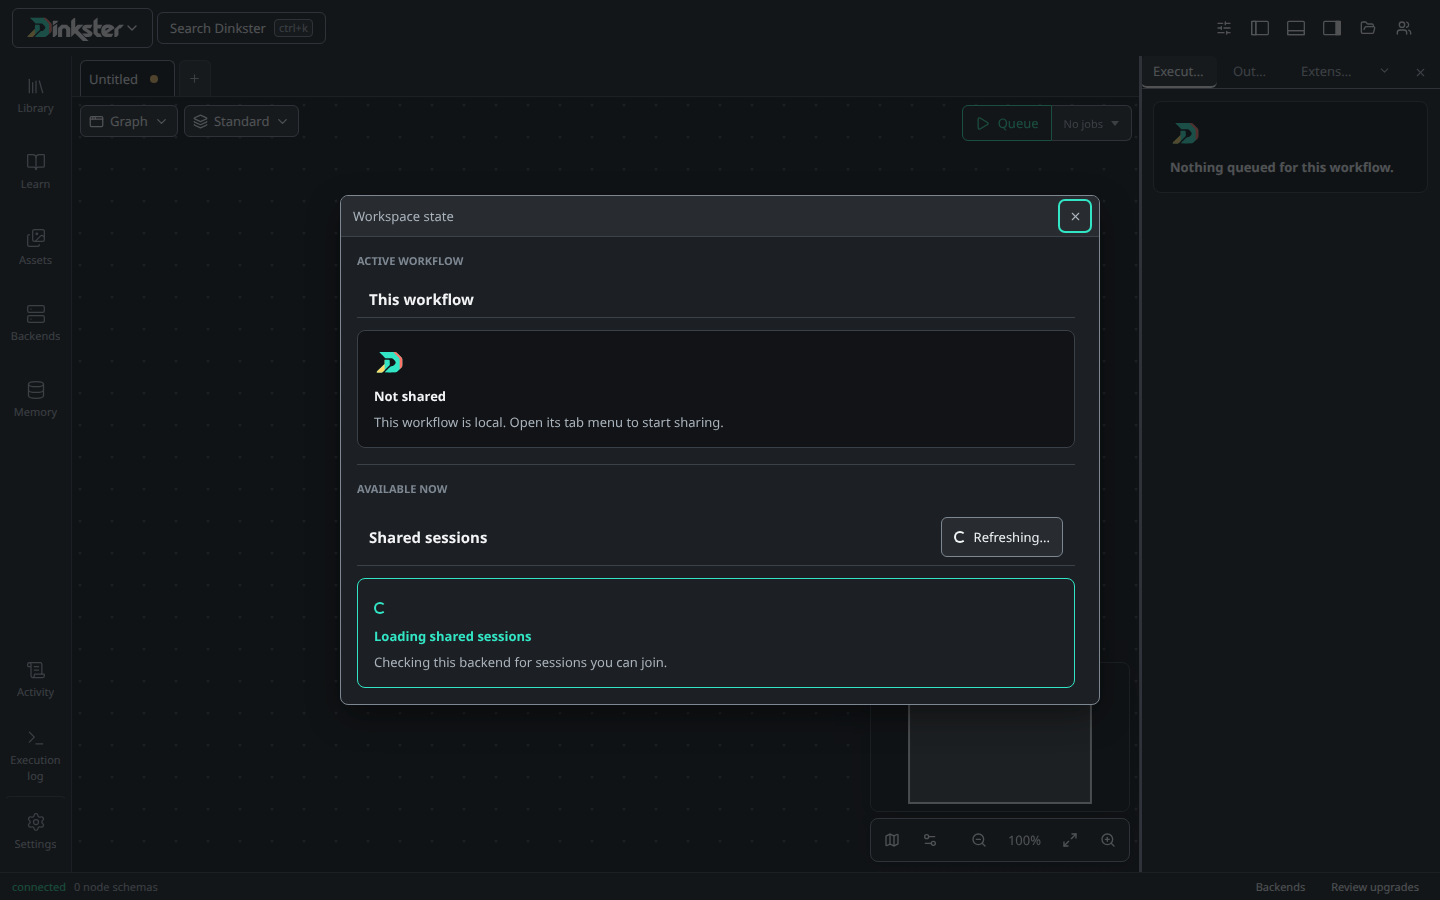 Dinkster
Search Dinkster ctrl+k
Untitled
Execut...
Out...
Extens...
Library
Learn
Assets
Backends
Memory
Activity
Execution
log
Settings
Graph
Standard
Queue
No jobs
Nothing queued for this workflow.
Workspace state
ACTIVE WORKFLOW
This workflow
Not shared
This workflow is local. Open its tab menu to start sharing.
AVAILABLE NOW
Shared sessions
Refreshing...
Loading shared sessions
Checking this backend for sessions you can join.
100%
connected 0 node schemas
Backends
Review upgrades